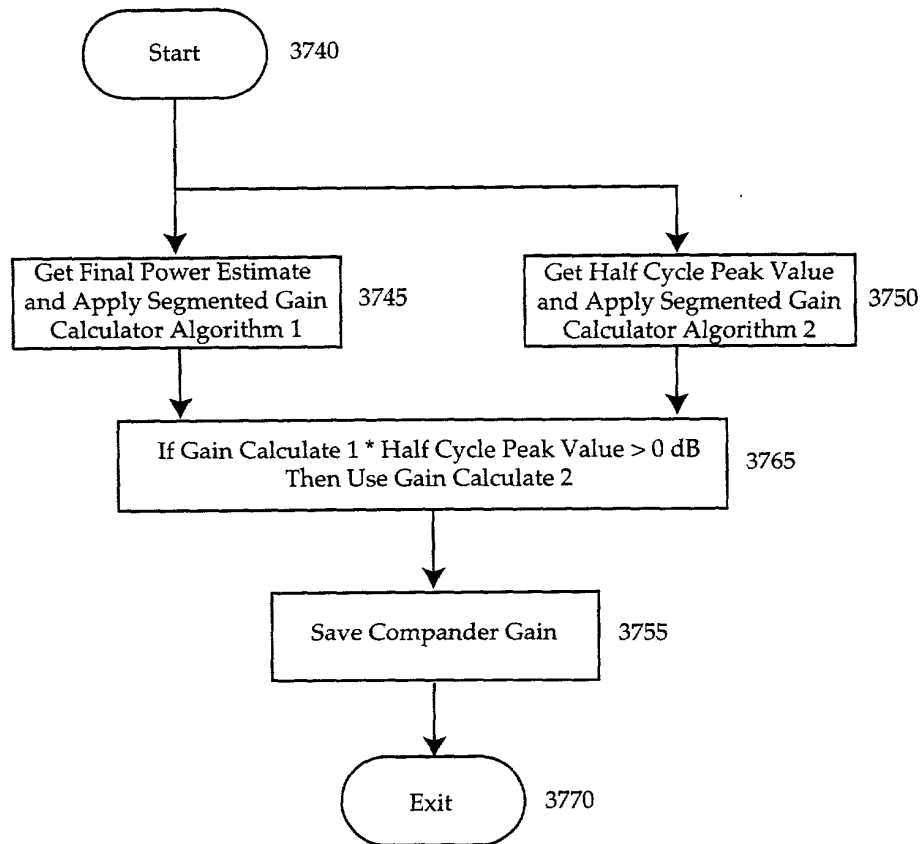 Start
3740
Get Final Power Estimate
and Apply Segmented Gain
Calculator Algorithm 1
3745
Get Half Cycle Peak Value
and Apply Segmented Gain
Calculator Algorithm 2
3750
If Gain Calculate 1 * Half Cycle Peak Value > 0 dB
Then Use Gain Calculate 2
3765
Save Compander Gain
3755
Exit
3770